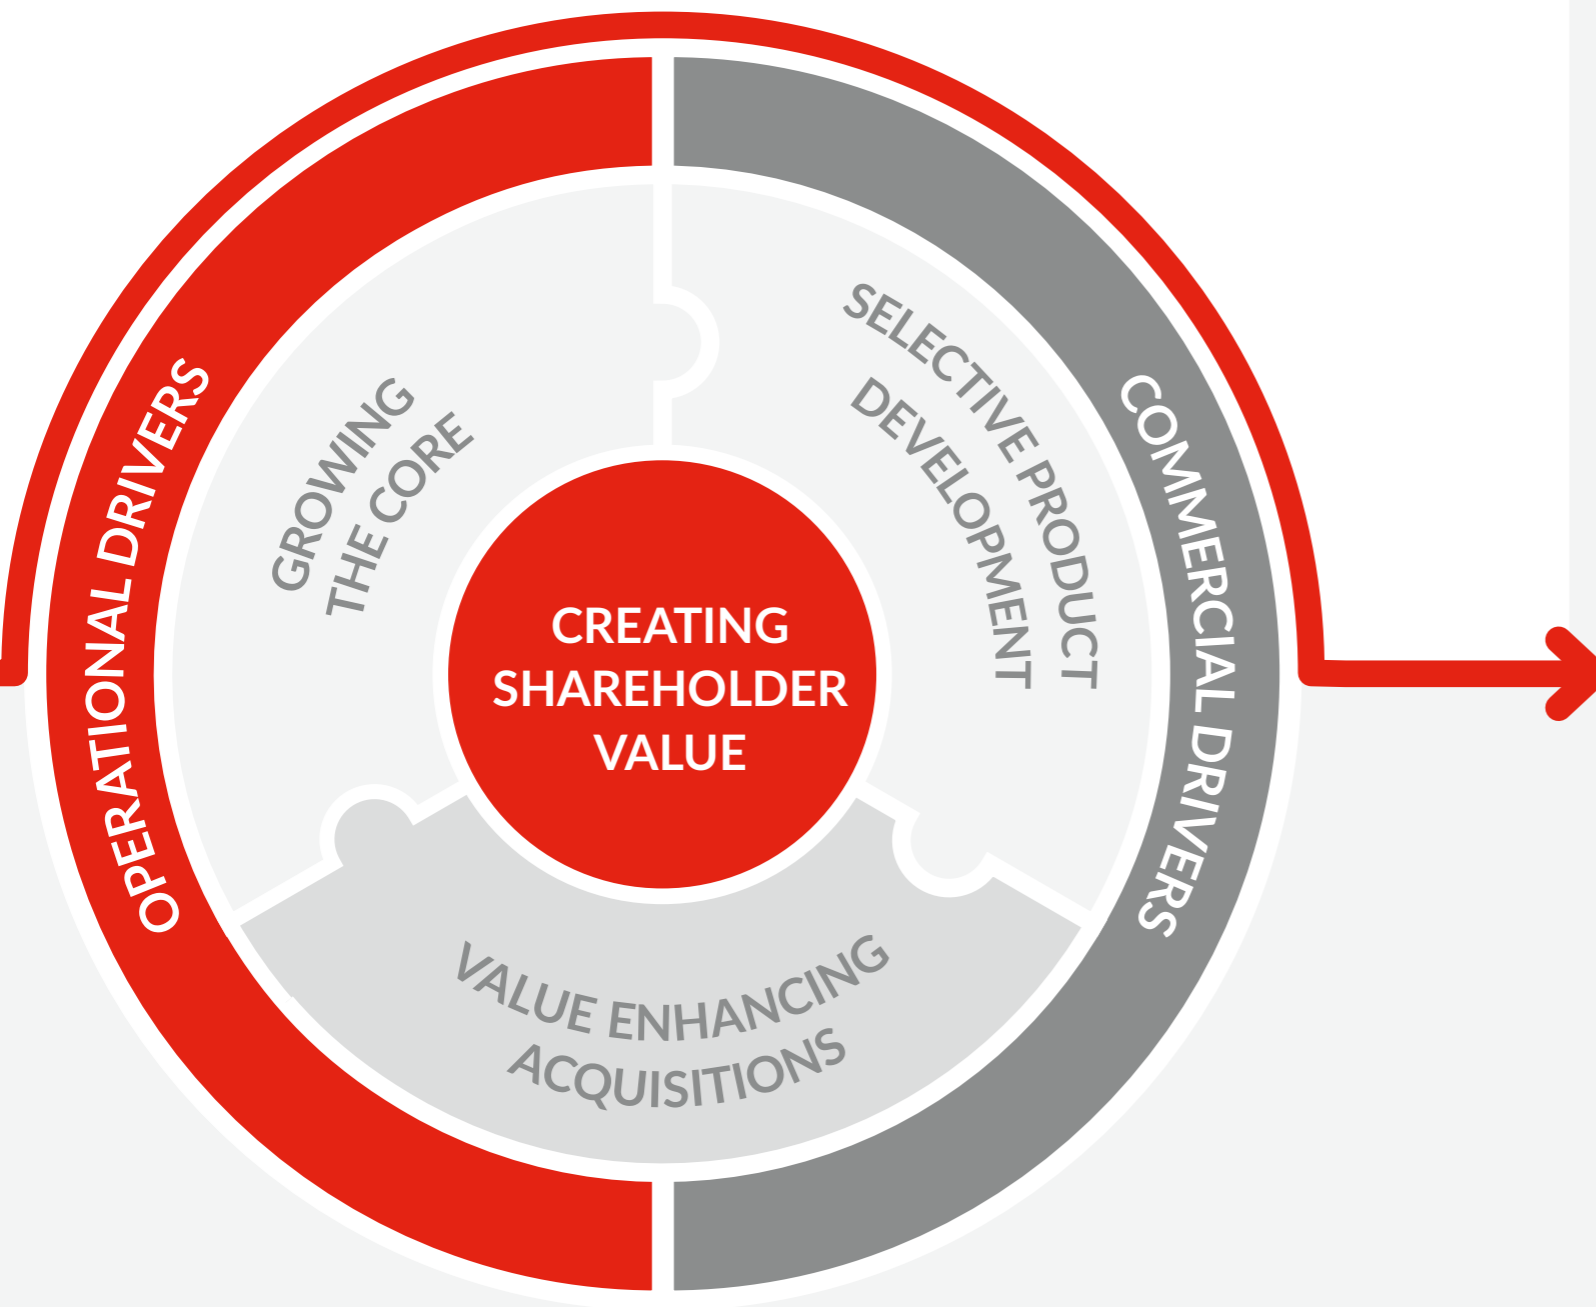 OPERATIONAL DRIVERS
GROWING
THE CORE
SELECTIVE PRODUCT
DEVELOPMENT
COMMERCIAL DRIVERS
CREATING
SHAREHOLDER
VALUE
VALUE ENHANCING
ACQUISITIONS